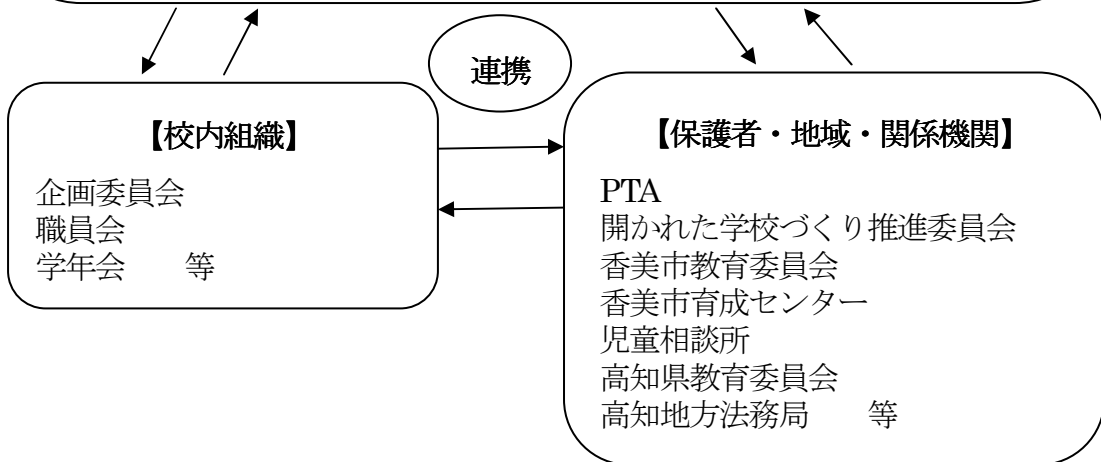 連携
【校内組織】
企画委員会
職員会
学年会　　等
【保護者・地域・関係機関】
PTA
開かれた学校づくり推進委員会
香美市教育委員会
香美市育成センター
児童相談所
高知県教育委員会
高知地方法務局　　等